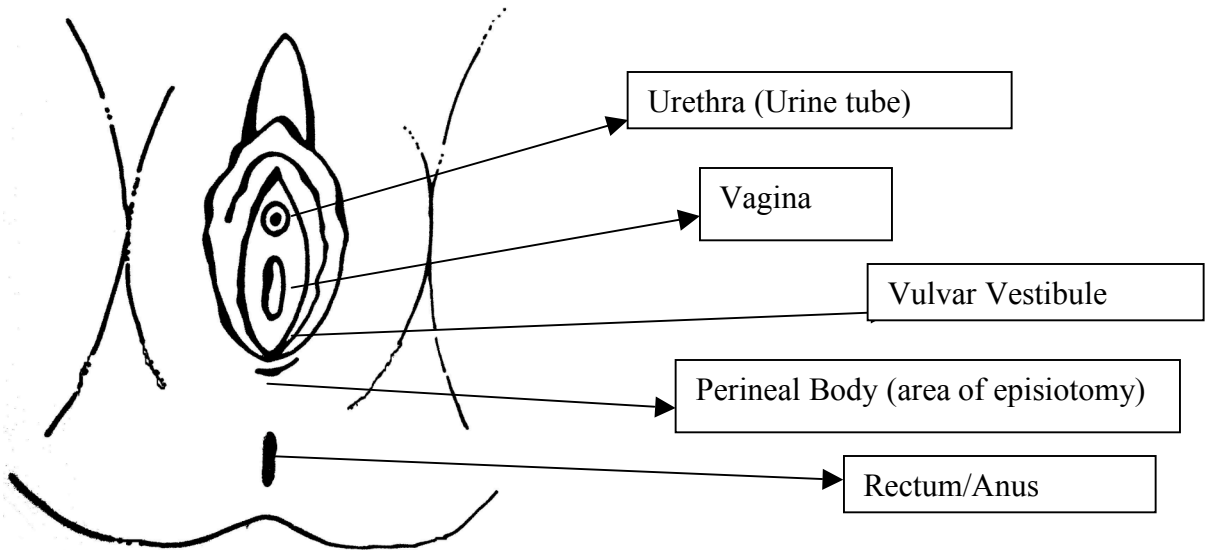 Urethra (Urine tube)
Vagina
Vulvar Vestibule
Perineal Body (area of episiotomy)
Rectum/Anus